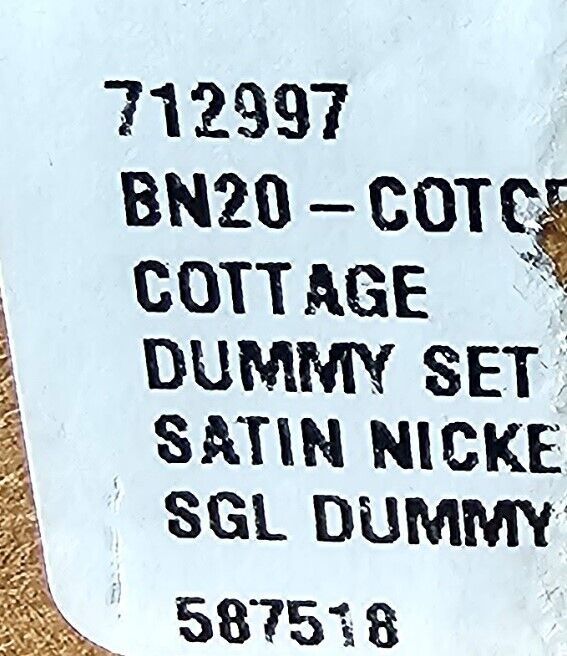 712997
BN20-COTC
COTTAGE
DUMMY SET
SATIN NICKE
SGL DUMMY
587518